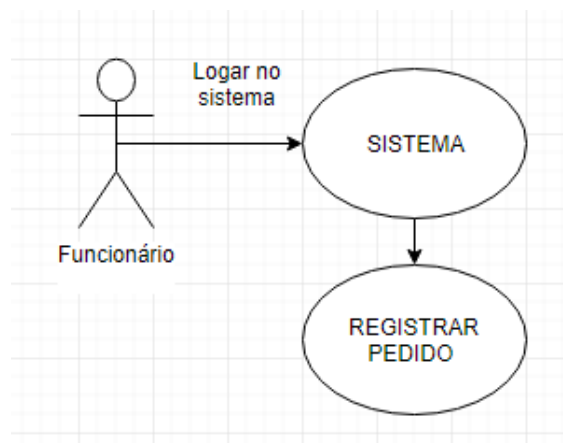 Logar no
sistema
SISTEMA
Funcionário
REGISTRAR
PEDIDO